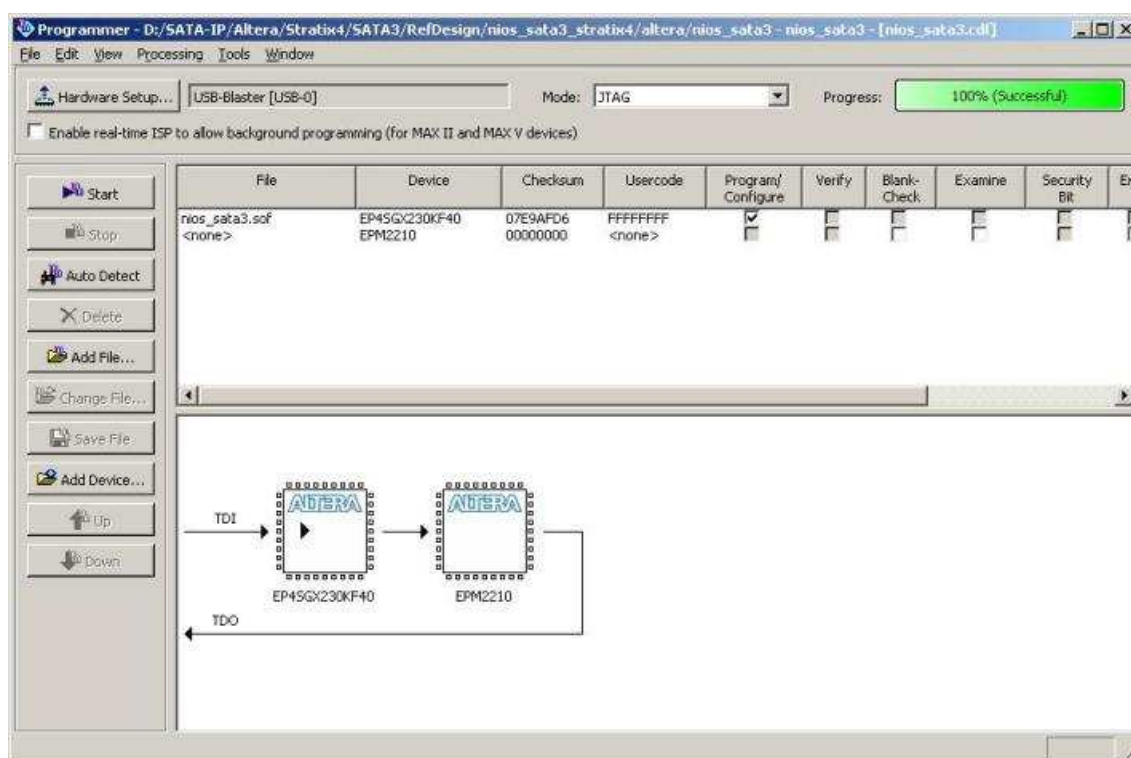 Programmer - D:/SATA-IP/Altera/Stratix4/SATA3/RefDesign/nios_sata3_stratix4/altera/nios_sata3 - nios_sata3 - [nios_sata3.cdf]
File Edit View Processing Tools Window
Hardware Setup... USB-Blaster [USB-0] Mode: JTAG Progress: 100% (Successful)
Enable real-time ISP to allow background programming (for MAX II and MAX V devices)
File Device Checksum Usercode Program/ Configure Verify Blank- Check Examine Security Bit
nios_sata3.sof EP4SGX230KF40 07E9AFD6 FFFFFFFF
<none> EPM2210 00000000 <none>
Start
Stop
Auto Detect
Delete
Add File...
Change File...
Save File
Add Device...
Up
Down
TDI
ALTERA ALTERA
EP4SGX230KF40 EPM2210
TDO